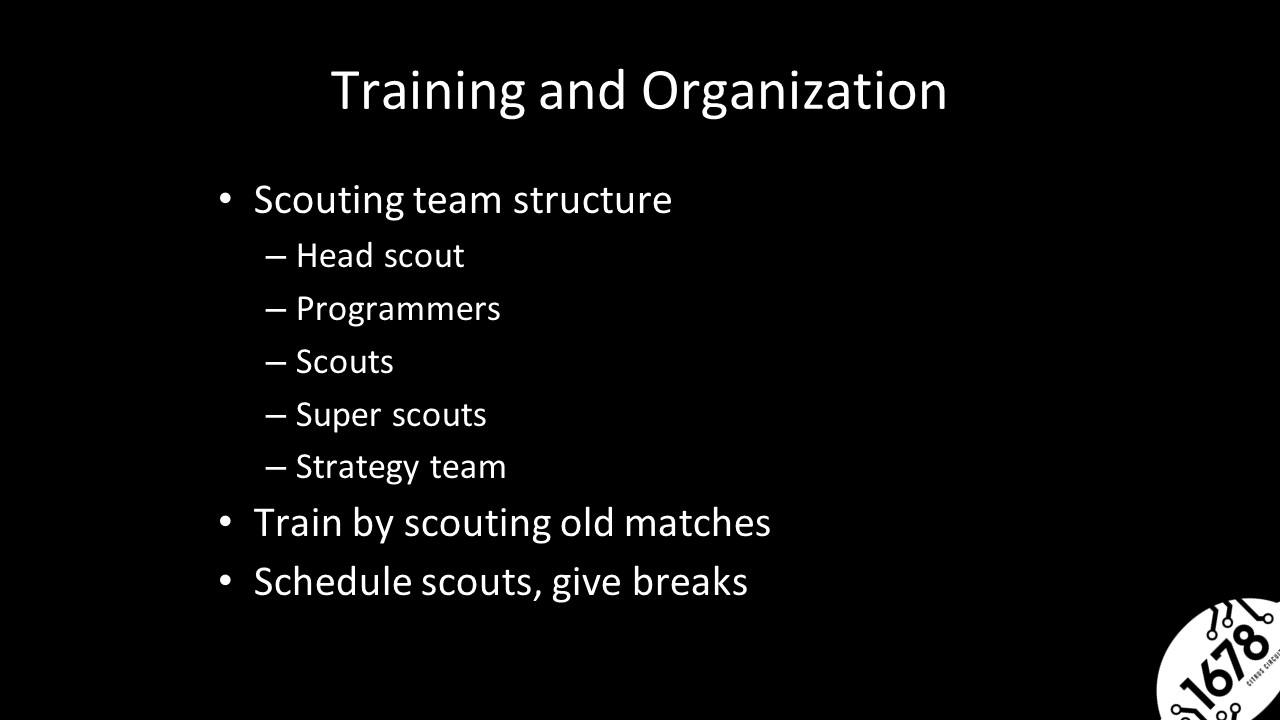 Training and Organization
• Scouting team structure
– Head scout
– Programmers
– Scouts
– Super scouts
– Strategy team
• Train by scouting old matches
• Schedule scouts, give breaks
1678
CITRUS